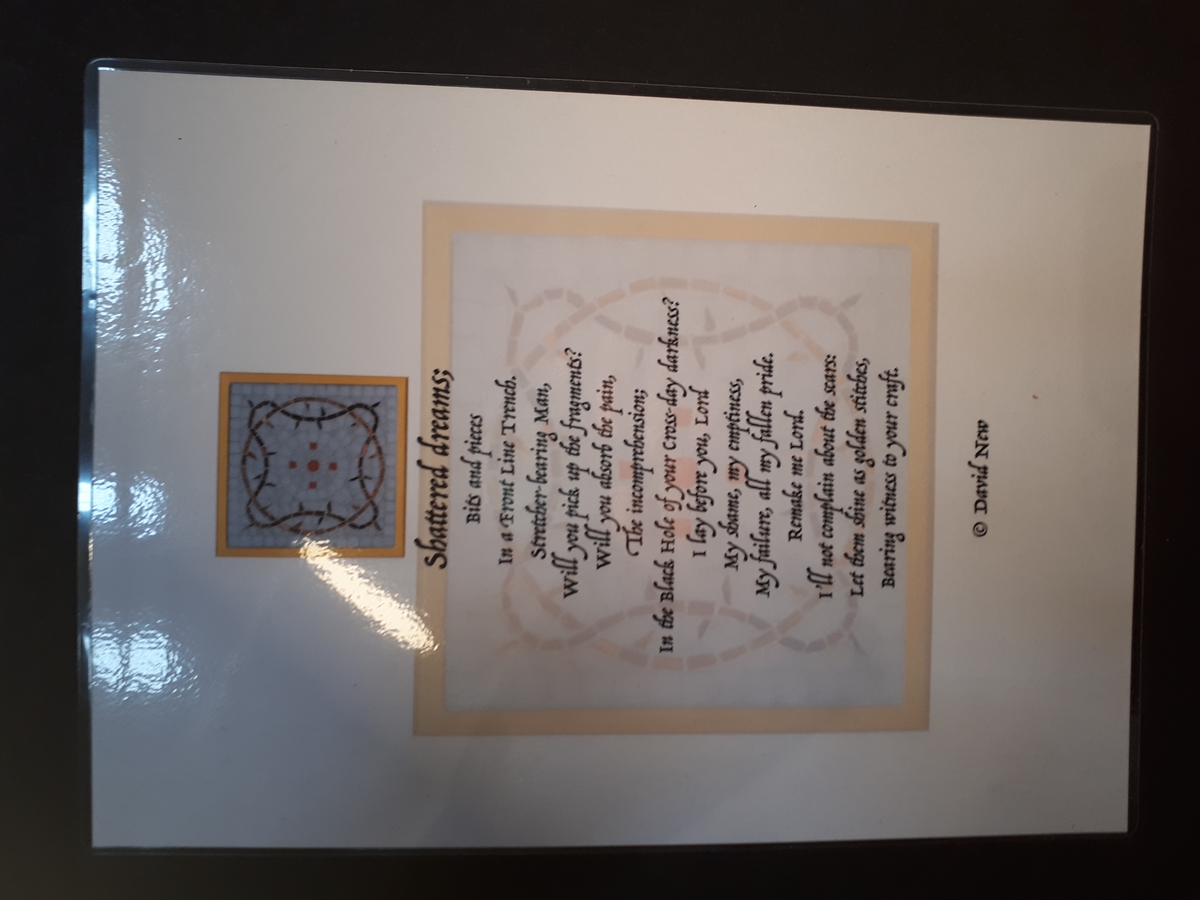 Shattered dreams;
Bits and pieces
In a Front Line Trench.
Stretcher-bearing Man,
Will you pick up the fragments?
Will you absorb the pain,
The incomprehension;
In the Black Hole of your Cross-day darkness?
I lay before you, Lord
My shame, my emptiness,
My failure, all my fallen pride.
Remake me Lord.
I'll not complain about the scars:
Let them shine as golden stitches,
Bearing witness to your craft.
© David New